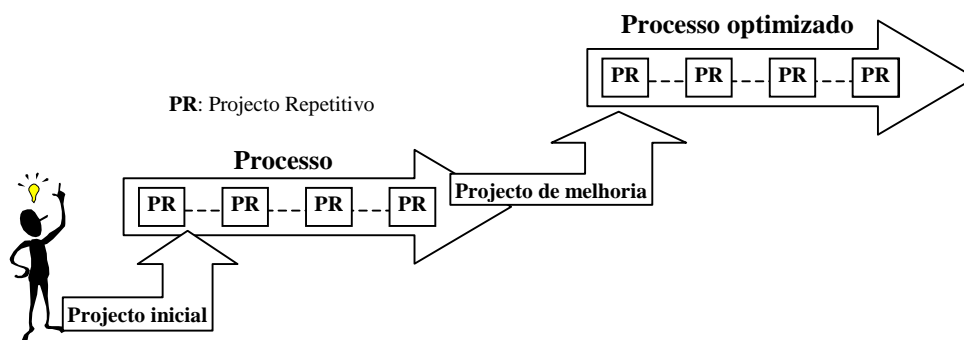 Processo optimizado
PR PR PR PR
PR: Projecto Repetitivo
Processo
Projecto de melhoria
PR PR PR PR
Projecto inicial